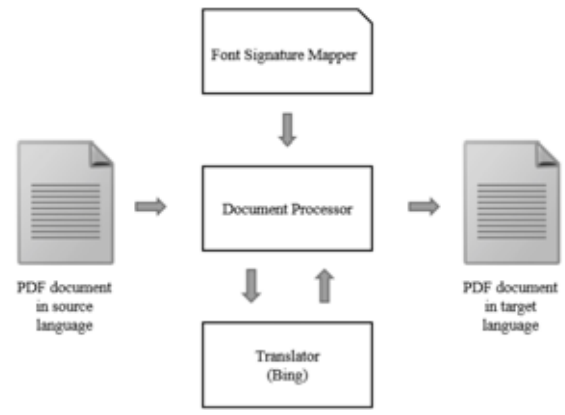 Font Signature Mapper
Document Processor
PDF document
in source
language
PDF document
in target
language
Translator
(Bing)